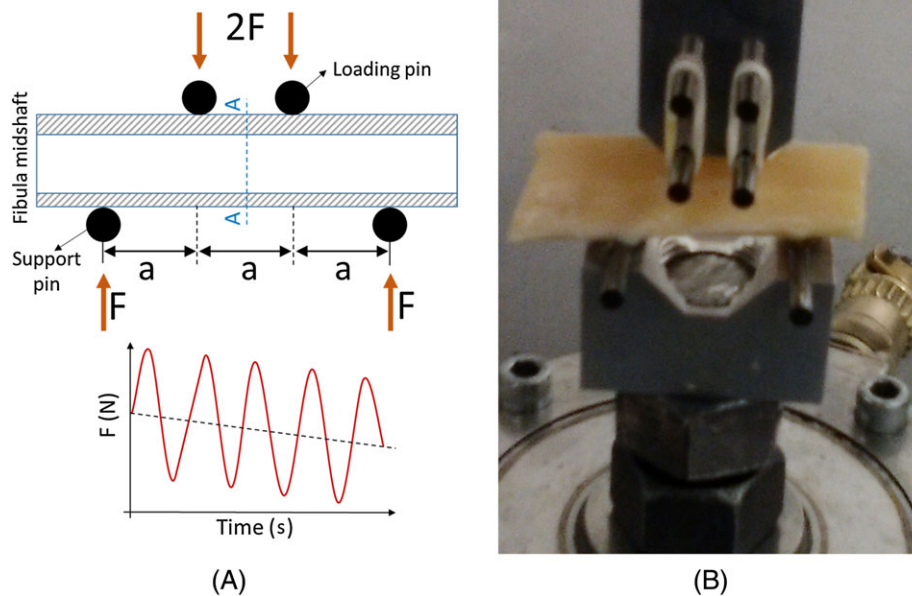 2F
Loading pin
A
Fibula midshaft
A
Support
pin
a
a
a
F
F
F (N)
Time (s)
(A)
(B)